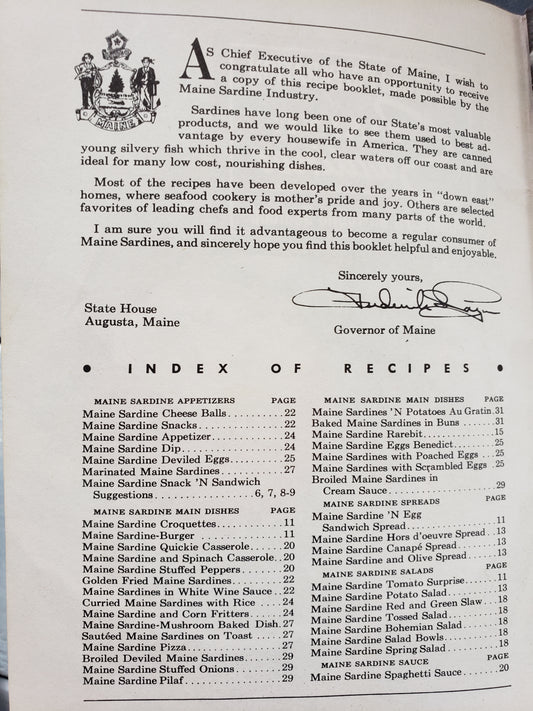 MAINE
As Chief Executive of the State of Maine, I wish to
congratulate all who have an opportunity to receive
a copy of this recipe booklet, made possible by the
Maine Sardine Industry.
Sardines have long been one of our State's most valuable
products, and we would like to see them used to best ad-
vantage by every housewife in America. They are canned
young silvery fish which thrive in the cool, clear waters off our coast and are
ideal for many low cost, nourishing dishes.
Most of the recipes have been developed over the years in "down east"
homes, where seafood cookery is mother's pride and joy. Others are selected
favorites of leading chefs and food experts from many parts of the world.
I am sure you will find it advantageous to become a regular consumer of
Maine Sardines, and sincerely hope you find this booklet helpful and enjoyable.
Sincerely yours,
State House
Augusta, Maine
Governor of Maine
• INDEX OF RECIPES •
MAINE SARDINE APPETIZERS PAGE
Maine Sardine Cheese Balls..........22
Maine Sardine Snacks..............22
Maine Sardine Appetizer............24
Maine Sardine Dip.................24
Maine Sardine Deviled Eggs.........25
Marinated Maine Sardines...........27
Maine Sardine Snack 'N Sandwich
Suggestions..................6, 7, 8-9
MAINE SARDINE MAIN DISHES PAGE
Maine Sardine Croquettes............11
Maine Sardine-Burger ..............11
Maine Sardine Quickie Casserole.....20
Maine Sardine and Spinach Casserole..20
Maine Sardine Stuffed Peppers.......20
Golden Fried Maine Sardines.........22
Maine Sardines in White Wine Sauce..22
Curried Maine Sardines with Rice ....24
Maine Sardine and Corn Fritters .....24
Maine Sardine-Mushroom Baked Dish.27
Sautéed Maine Sardines on Toast .....27
Maine Sardine Pizza.................27
Broiled Deviled Maine Sardines.......29
Maine Sardine Stuffed Onions........29
Maine Sardine Pilaf.................29
MAINE SARDINE MAIN DISHES PAGE
Maine Sardines 'N Potatoes Au Gratin.31
Baked Maine Sardines in Buns .......31
Maine Sardine Rarebit...............15
Maine Sardine Eggs Benedict.........25
Maine Sardines with Poached Eggs ...25
Maine Sardines with Scrambled Eggs .25
Broiled Maine Sardines in
Cream Sauce.....................29
MAINE SARDINE SPREADS PAGE
Maine Sardine 'N Egg
Sandwich Spread.................11
Maine Sardine Hors d'oeuvre Spread..13
Maine Sardine Canapé Spread........13
Maine Sardine and Olive Spread......13
MAINE SARDINE SALADS PAGE
Maine Sardine Tomato Surprise.......11
Maine Sardine Potato Salad..........13
Maine Sardine Red and Green Slaw...18
Maine Sardine Tossed Salad..........18
Maine Sardine Bohemian Salad.......18
Maine Sardine Salad Bowls...........18
Maine Sardine Spring Salad..........18
MAINE SARDINE SAUCE PAGE
Maine Sardine Spaghetti Sauce.......20